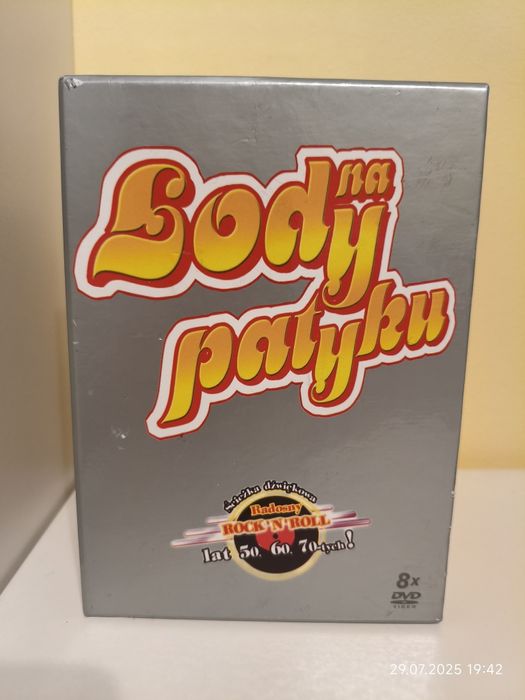 Lody na
patyku
ścieżka dźwiękowa
Radosny
ROCK'N'ROLL
lat 50, 60, 70-tych!
8x
DVD
VIDEO
29.07.2025 19:42